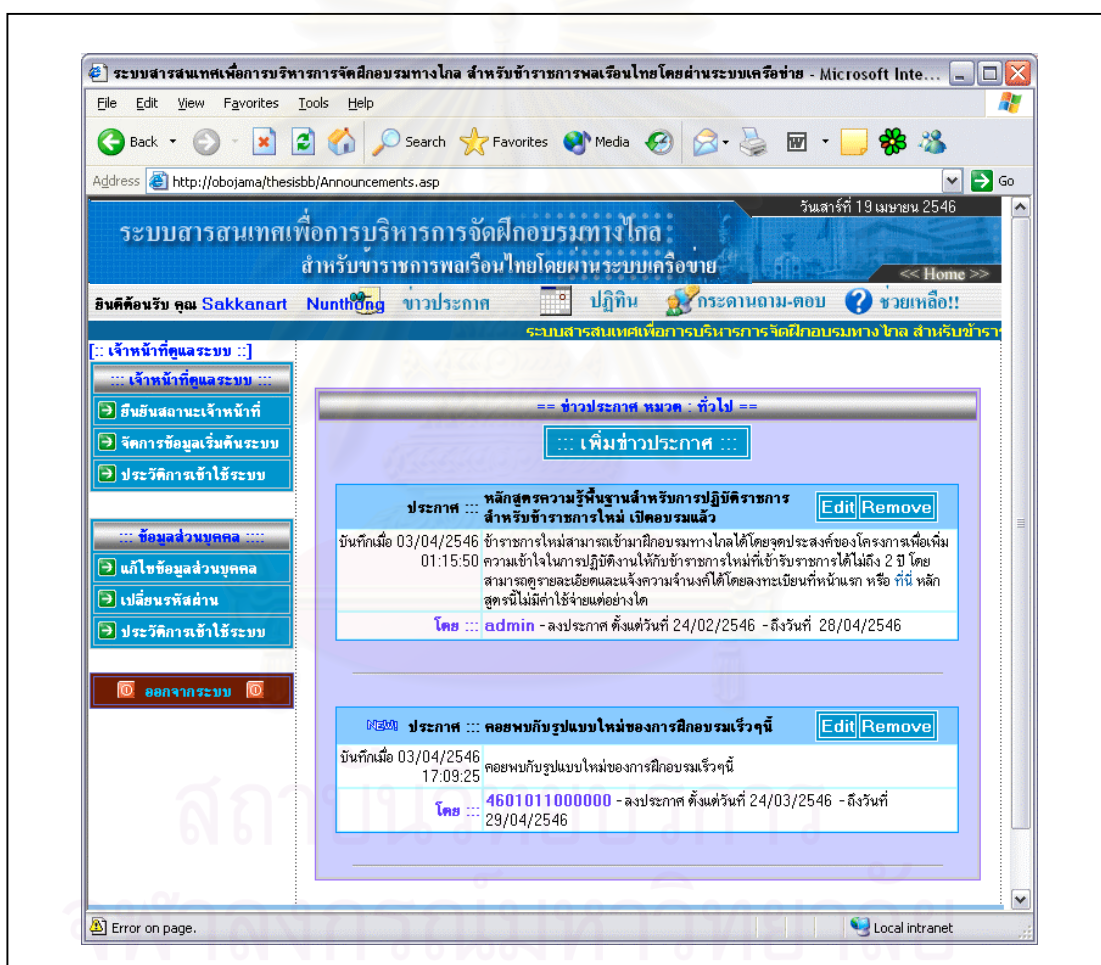 ระบบสารสนเทศเพื่อการบริหารการจัดฝึกอบรมทางไกล สำหรับข้าราชการพลเรือนไทยโดยผ่านระบบเครือข่าย - Microsoft Inte...
File Edit View Favorites Tools Help
Back Search Favorites Media
Address http://obojama/thesisbb/Announcements.asp Go
วันเสาร์ที่ 19 เมษายน 2546
ระบบสารสนเทศเพื่อการบริหารการจัดฝึกอบรมทางไกล
สำหรับข้าราชการพลเรือนไทยโดยผ่านระบบเครือข่าย
<< Home >>
ยินดีต้อนรับ คุณ Sakkanart Nunthong ข่าวประกาศ ปฏิทิน กระดานถาม-ตอบ ช่วยเหลือ!!
ระบบสารสนเทศเพื่อการบริหารการจัดฝึกอบรมทางไกล สำหรับข้ารา
[:: เจ้าหน้าที่ดูแลระบบ ::]
::: เจ้าหน้าที่ดูแลระบบ :::
ยืนยันสถานะเจ้าหน้าที่
จัดการข้อมูลเริ่มต้นระบบ
ประวัติการเข้าใช้ระบบ
::: ข้อมูลส่วนบุคคล ::::
แก้ไขข้อมูลส่วนบุคคล
เปลี่ยนรหัสผ่าน
ประวัติการเข้าใช้ระบบ
ออกจากระบบ
== ข่าวประกาศ หมวด : ทั่วไป ==
::: เพิ่มข่าวประกาศ :::
ประกาศ ::: หลักสูตรความรู้พื้นฐานสำหรับการปฏิบัติราชการ
สำหรับข้าราชการใหม่ เปิดอบรมแล้ว
Edit Remove
บันทึกเมื่อ 03/04/2546
01:15:50
ข้าราชการใหม่สามารถเข้ามาฝึกอบรมทางไกลได้โดยจุดประสงค์ของโครงการเพื่อเพิ่ม
ความเข้าใจในการปฏิบัติงานให้กับข้าราชการใหม่ที่เข้ารับราชการได้ไม่ถึง 2 ปี โดย
สามารถดูรายละเอียดและแจ้งความจำนงค์ได้โดยลงทะเบียนที่หน้าแรก หรือ ที่นี่ หลัก
สูตรนี้ไม่มีค่าใช้จ่ายแต่อย่างใด
โดย ::: admin - ลงประกาศ ตั้งแต่วันที่ 24/02/2546 - ถึงวันที่ 28/04/2546
NEW! ประกาศ ::: คอยพบกับรูปแบบใหม่ของการฝึกอบรมเร็วๆนี้
Edit Remove
บันทึกเมื่อ 03/04/2546
17:09:25
คอยพบกับรูปแบบใหม่ของการฝึกอบรมเร็วๆนี้
โดย ::: 4601011000000 - ลงประกาศ ตั้งแต่วันที่ 24/03/2546 - ถึงวันที่
29/04/2546
Error on page. Local intranet
สถาบันวิทยบริการ
จุฬาลงกรณ์มหาวิทยาลัย